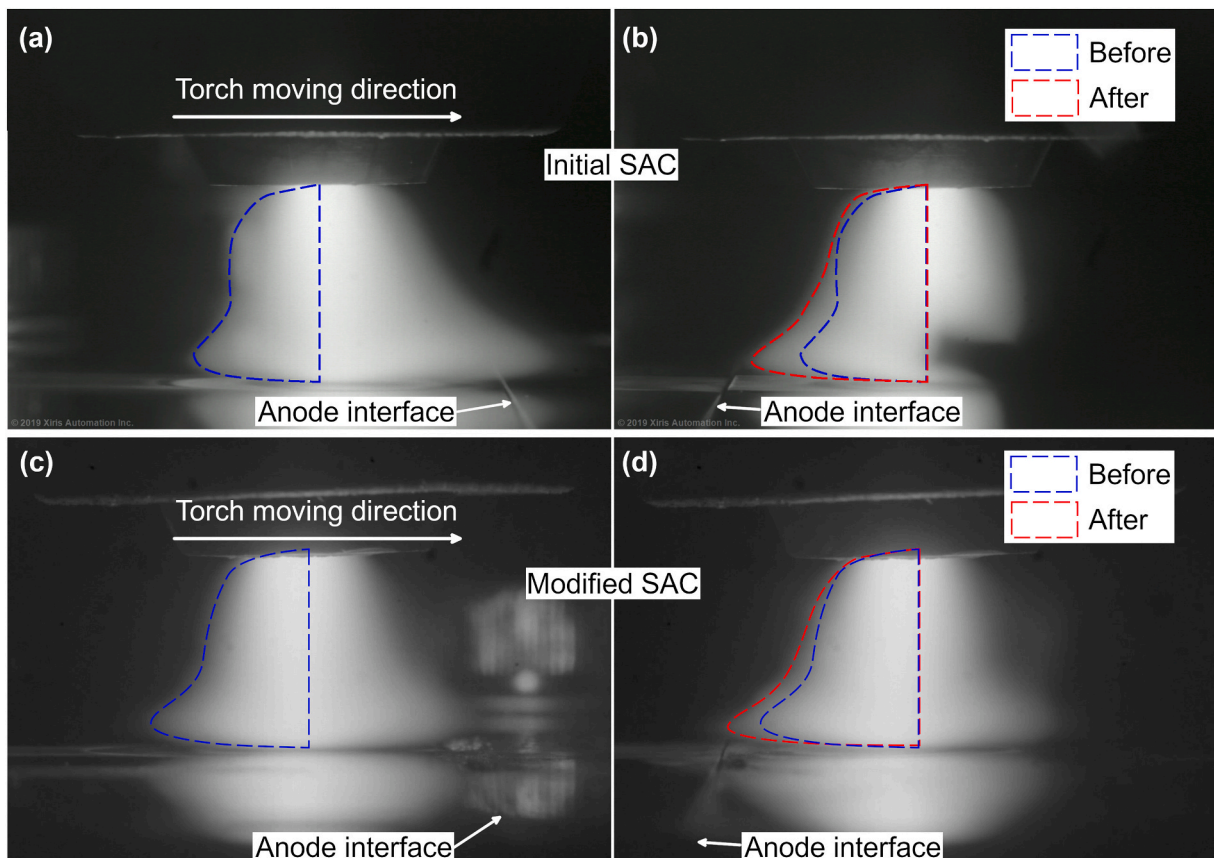 (a)
Torch moving direction
Anode interface
© 2019 Xiris Automation Inc.
(b)
Before
After
Initial SAC
Anode interface
© 2019 Xiris Automation Inc.
(c)
Torch moving direction
Anode interface
(d)
Before
After
Modified SAC
Anode interface